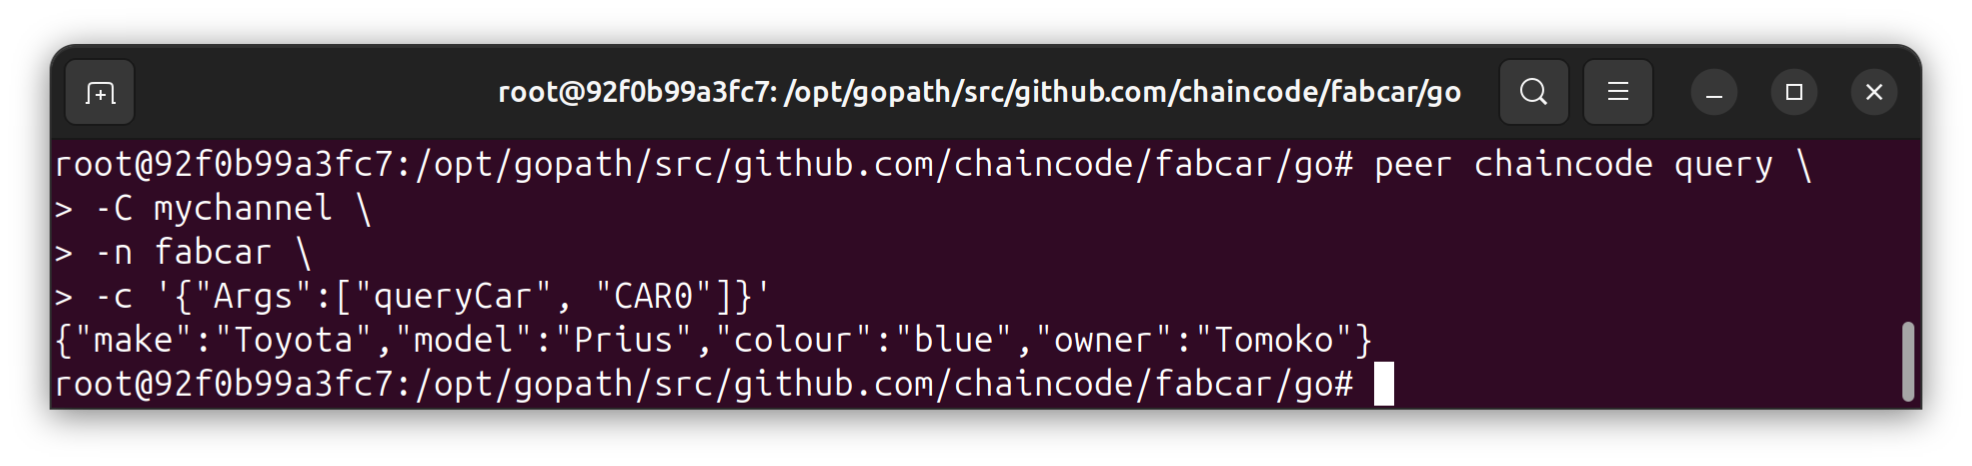 root@92f0b99a3fc7: /opt/gopath/src/github.com/chaincode/fabcar/go
root@92f0b99a3fc7:/opt/gopath/src/github.com/chaincode/fabcar/go# peer chaincode query \
> -C mychannel \
> -n fabcar \
> -c '{"Args":["queryCar", "CAR0"]}'
{"make":"Toyota","model":"Prius","colour":"blue","owner":"Tomoko"}
root@92f0b99a3fc7:/opt/gopath/src/github.com/chaincode/fabcar/go#